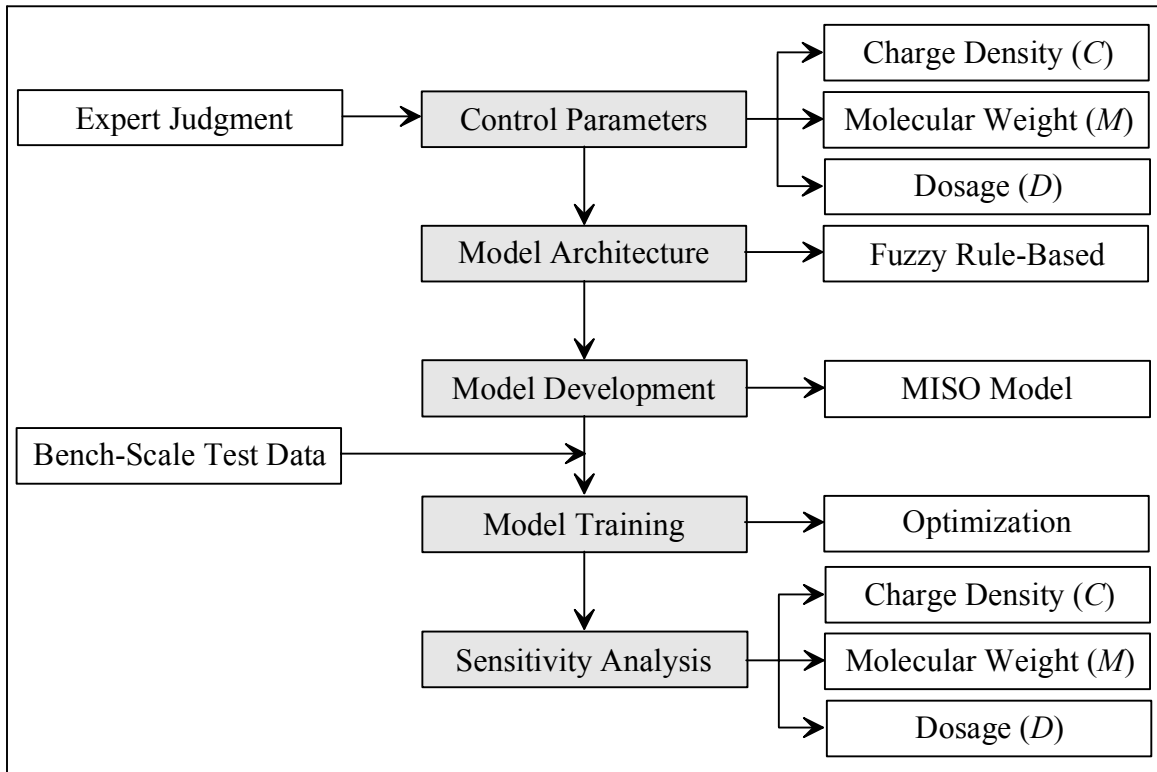 Charge Density (C)
Expert Judgment
Control Parameters
Molecular Weight (M)
Dosage (D)
Model Architecture
Fuzzy Rule-Based
Model Development
MISO Model
Bench-Scale Test Data
Model Training
Optimization
Charge Density (C)
Sensitivity Analysis
Molecular Weight (M)
Dosage (D)